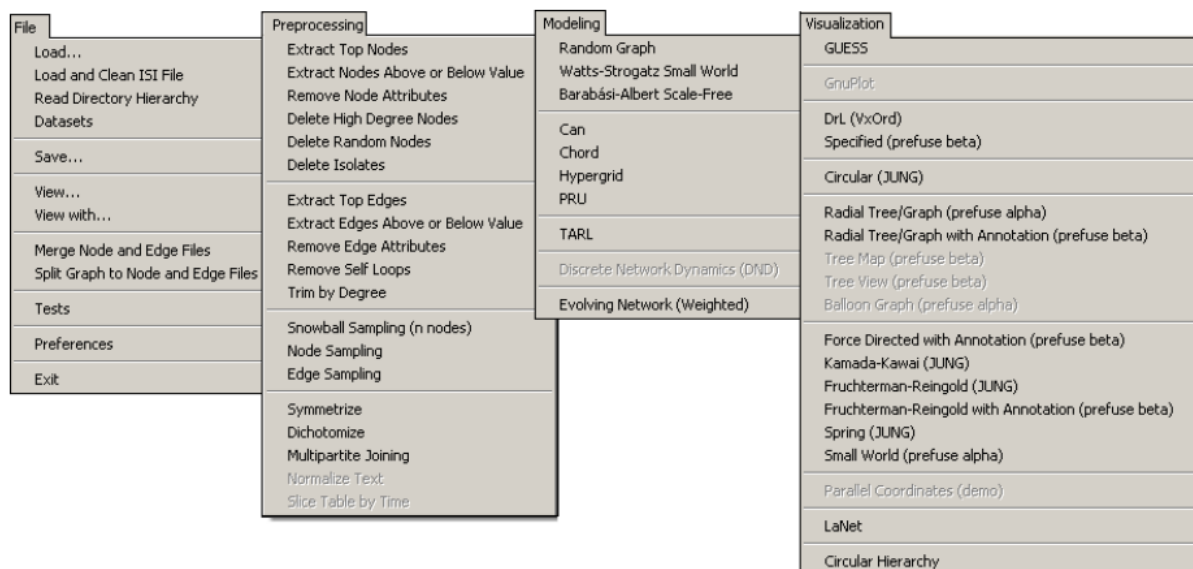 File
Load...
Load and Clean ISI File
Read Directory Hierarchy
Datasets
Save...
View...
View with...
Merge Node and Edge Files
Split Graph to Node and Edge Files
Tests
Preferences
Exit
Preprocessing
Extract Top Nodes
Extract Nodes Above or Below Value
Remove Node Attributes
Delete High Degree Nodes
Delete Random Nodes
Delete Isolates
Extract Top Edges
Extract Edges Above or Below Value
Remove Edge Attributes
Remove Self Loops
Trim by Degree
Snowball Sampling (n nodes)
Node Sampling
Edge Sampling
Symmetrize
Dichotomize
Multipartite Joining
Normalize Text
Slice Table by Time
Modeling
Random Graph
Watts-Strogatz Small World
Barabási-Albert Scale-Free
Can
Chord
Hypergrid
PRU
TARL
Discrete Network Dynamics (DND)
Evolving Network (Weighted)
Visualization
GUESS
GnuPlot
DrL (VxOrd)
Specified (prefuse beta)
Circular (JUNG)
Radial Tree/Graph (prefuse alpha)
Radial Tree/Graph with Annotation (prefuse beta)
Tree Map (prefuse beta)
Tree View (prefuse beta)
Balloon Graph (prefuse alpha)
Force Directed with Annotation (prefuse beta)
Kamada-Kawai (JUNG)
Fruchterman-Reingold (JUNG)
Fruchterman-Reingold with Annotation (prefuse beta)
Spring (JUNG)
Small World (prefuse alpha)
Parallel Coordinates (demo)
LaNet
Circular Hierarchy